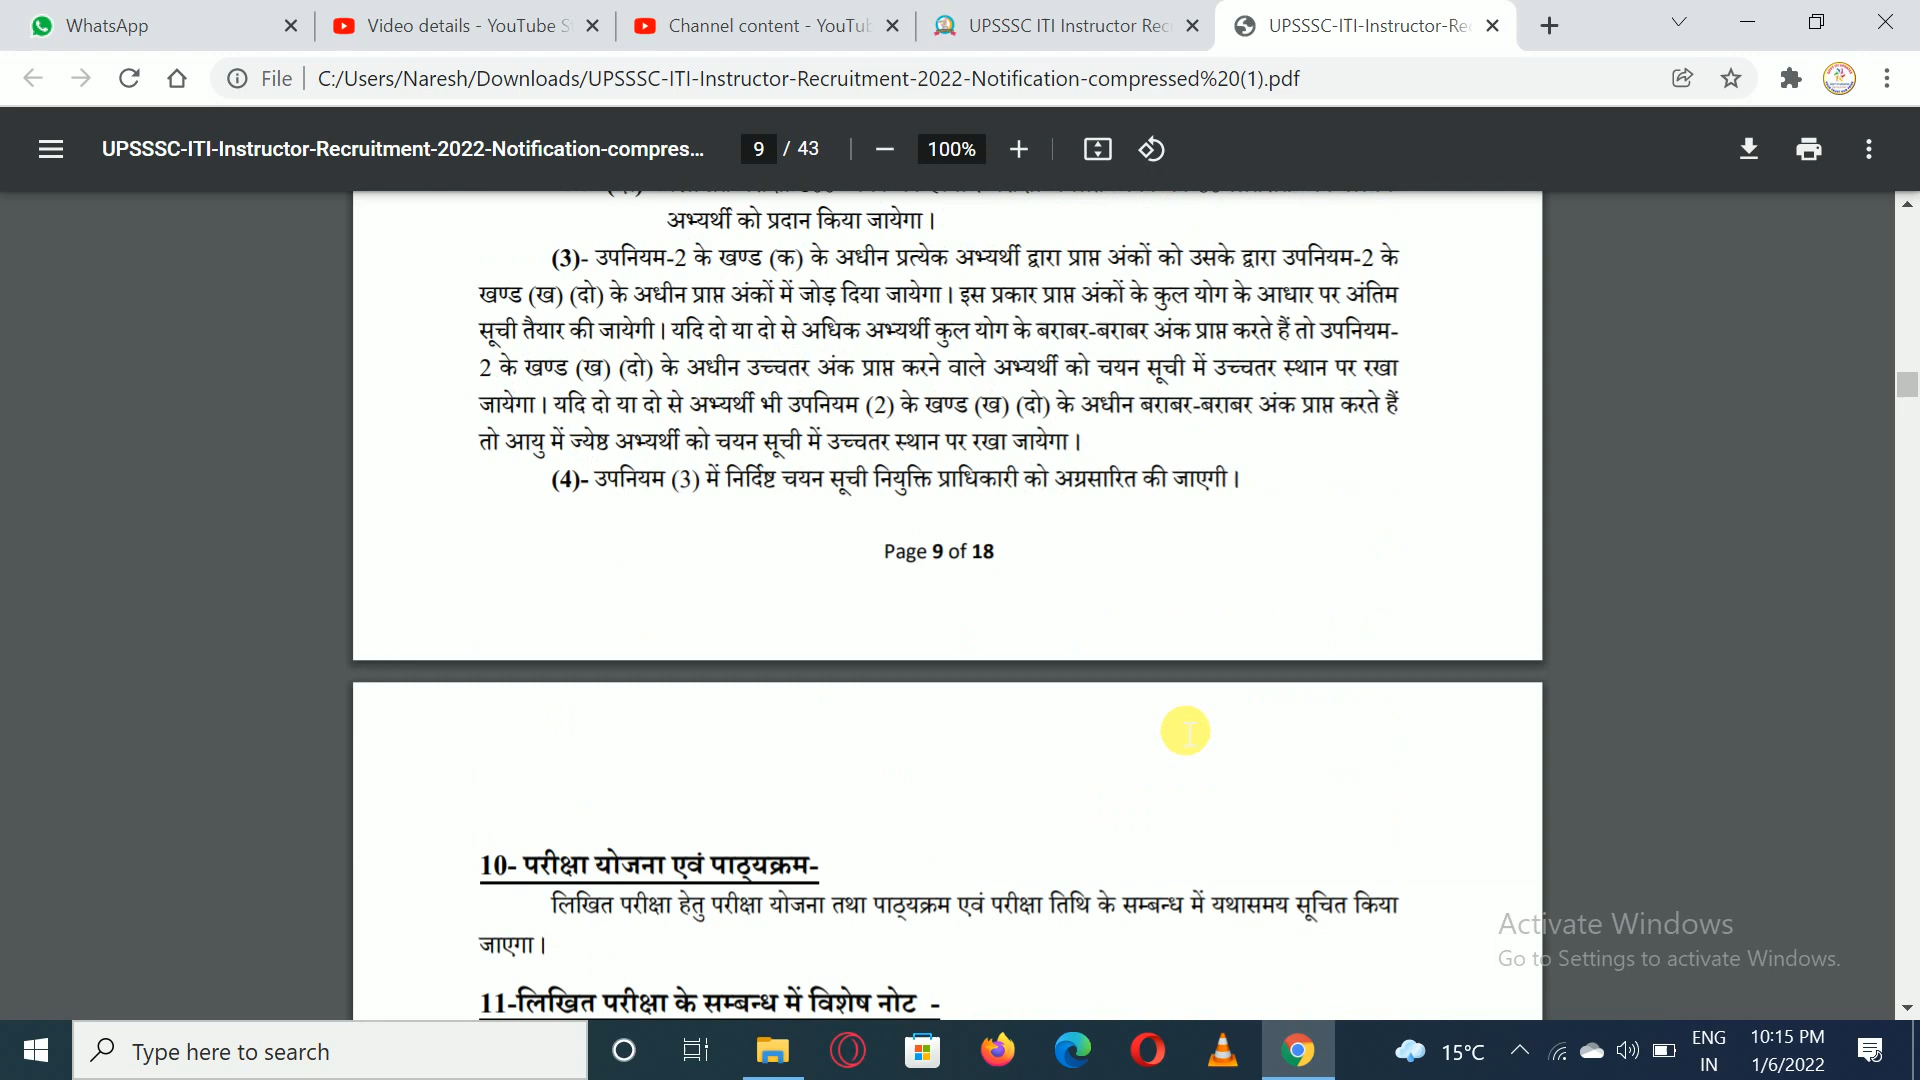 WhatsApp
Video details - YouTube S
Channel content - YouTub
UPSSSC ITI Instructor Rec
UPSSSC-ITI-Instructor-Re
File
C:/Users/Naresh/Downloads/UPSSSC-ITI-Instructor-Recruitment-2022-Notification-compressed%20(1).pdf
UPSSSC-ITI-Instructor-Recruitment-2022-Notification-compres...
9 / 43
100%
अभ्यर्थी को प्रदान किया जायेगा।
(3)- उपनियम-2 के खण्ड (क) के अधीन प्रत्येक अभ्यर्थी द्वारा प्राप्त अंकों को उसके द्वारा उपनियम-2 के
खण्ड (ख) (दो) के अधीन प्राप्त अंकों में जोड़ दिया जायेगा। इस प्रकार प्राप्त अंकों के कुल योग के आधार पर अंतिम
सूची तैयार की जायेगी। यदि दो या दो से अधिक अभ्यर्थी कुल योग के बराबर-बराबर अंक प्राप्त करते हैं तो उपनियम-
2 के खण्ड (ख) (दो) के अधीन उच्चतर अंक प्राप्त करने वाले अभ्यर्थी को चयन सूची में उच्चतर स्थान पर रखा
जायेगा। यदि दो या दो से अभ्यर्थी भी उपनियम (2) के खण्ड (ख) (दो) के अधीन बराबर-बराबर अंक प्राप्त करते हैं
तो आयु में ज्येष्ठ अभ्यर्थी को चयन सूची में उच्चतर स्थान पर रखा जायेगा।
(4)- उपनियम (3) में निर्दिष्ट चयन सूची नियुक्ति प्राधिकारी को अग्रसारित की जाएगी।
Page 9 of 18
10- परीक्षा योजना एवं पाठ्यक्रम-
लिखित परीक्षा हेतु परीक्षा योजना तथा पाठ्यक्रम एवं परीक्षा तिथि के सम्बन्ध में यथासमय सूचित किया
जाएगा।
11-लिखित परीक्षा के सम्बन्ध में विशेष नोट -
Activate Windows
Go to Settings to activate Windows.
Type here to search
15°C
ENG
IN
10:15 PM
1/6/2022